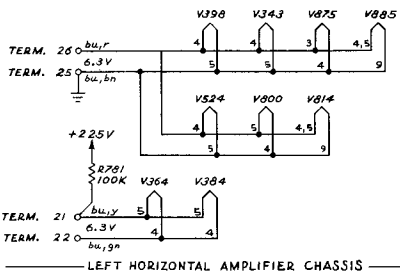 V398 V343 V875 V885
TERM. 26 bu,r 4 4 3 4,5
TERM. 25 6.3V bu,bn 5 5 4 9
V524 V800 V814
4 5 4,5
5 4 9
+225V
R781
100K
V364 V384
TERM. 21 bu,y 5 5
6.3V
TERM. 22 bu,gn 4 4
LEFT HORIZONTAL AMPLIFIER CHASSIS